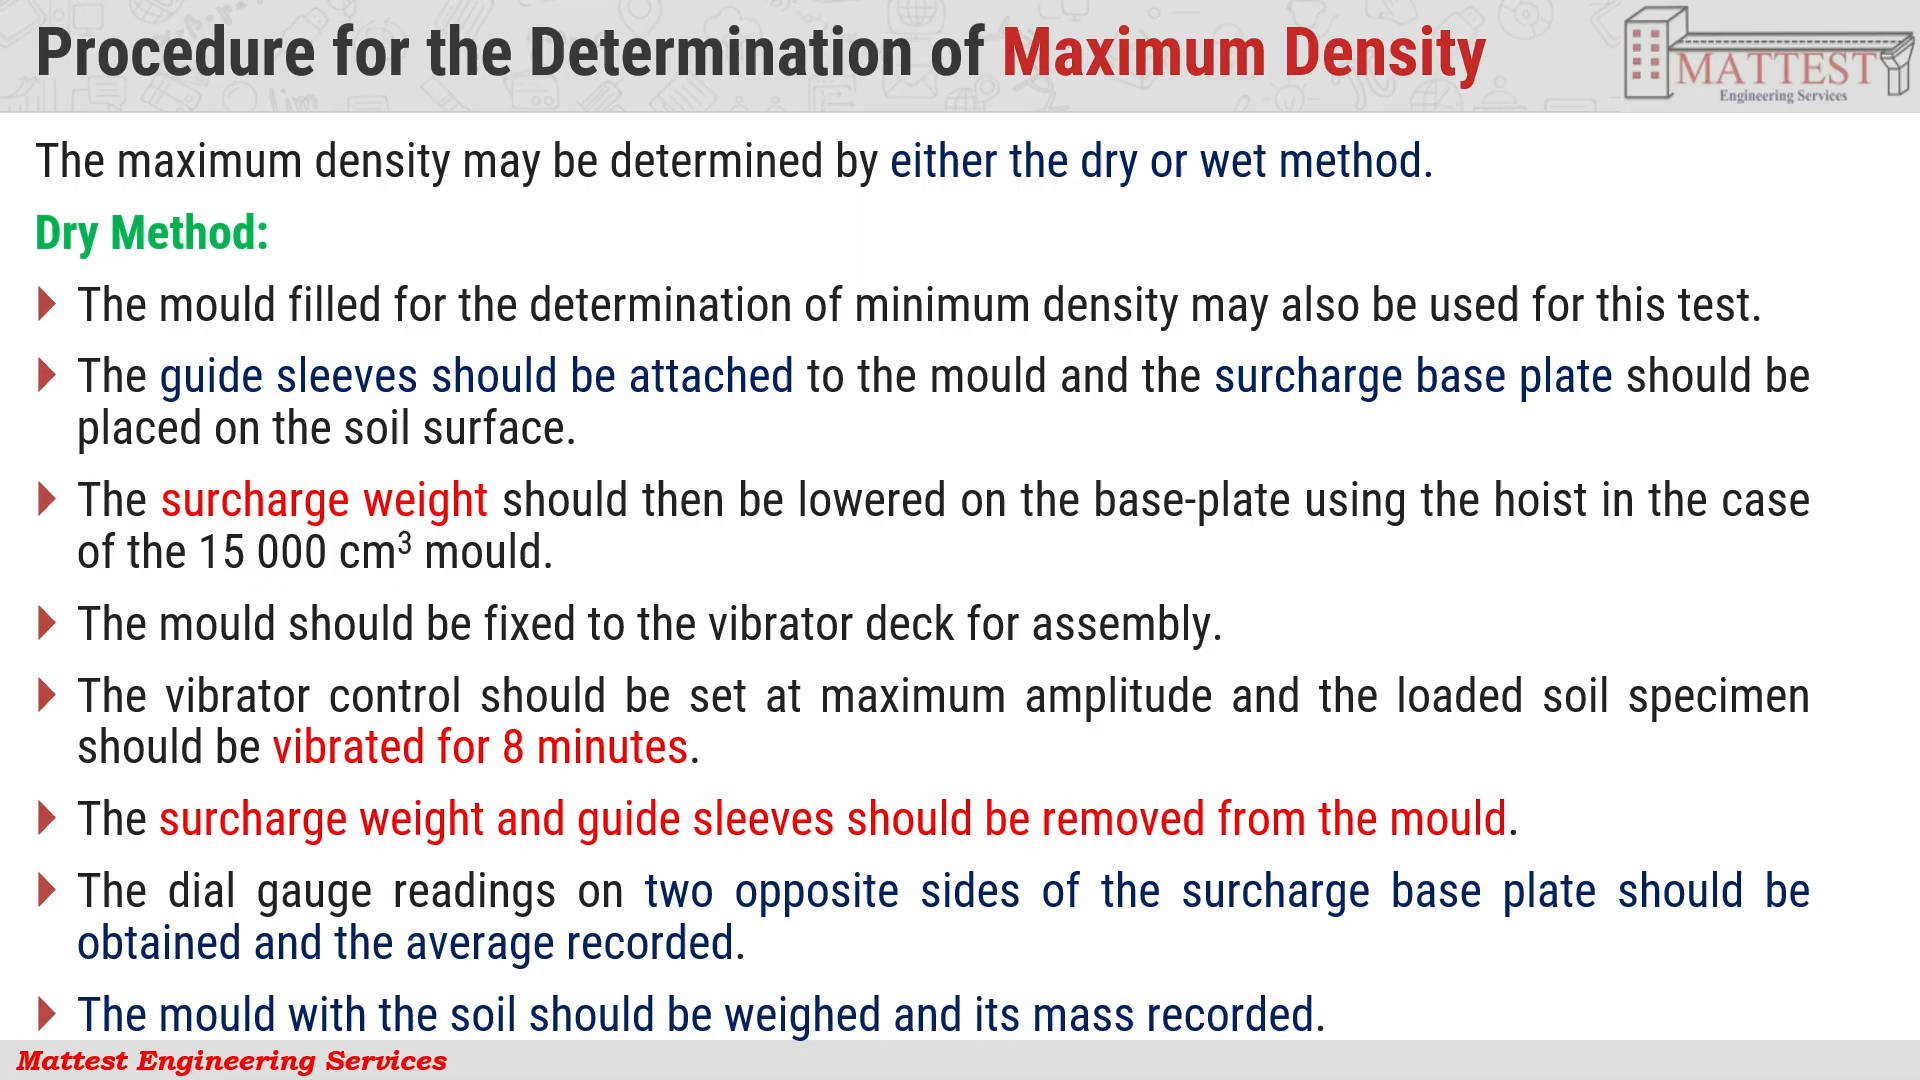 Procedure for the Determination of Maximum Density
MATTEST
Engineering Services
The maximum density may be determined by either the dry or wet method.
Dry Method:
The mould filled for the determination of minimum density may also be used for this test.
The guide sleeves should be attached to the mould and the surcharge base plate should be
placed on the soil surface.
The surcharge weight should then be lowered on the base-plate using the hoist in the case
of the 15 000 cm³ mould.
The mould should be fixed to the vibrator deck for assembly.
The vibrator control should be set at maximum amplitude and the loaded soil specimen
should be vibrated for 8 minutes.
The surcharge weight and guide sleeves should be removed from the mould.
The dial gauge readings on two opposite sides of the surcharge base plate should be
obtained and the average recorded.
The mould with the soil should be weighed and its mass recorded.
Mattest Engineering Services